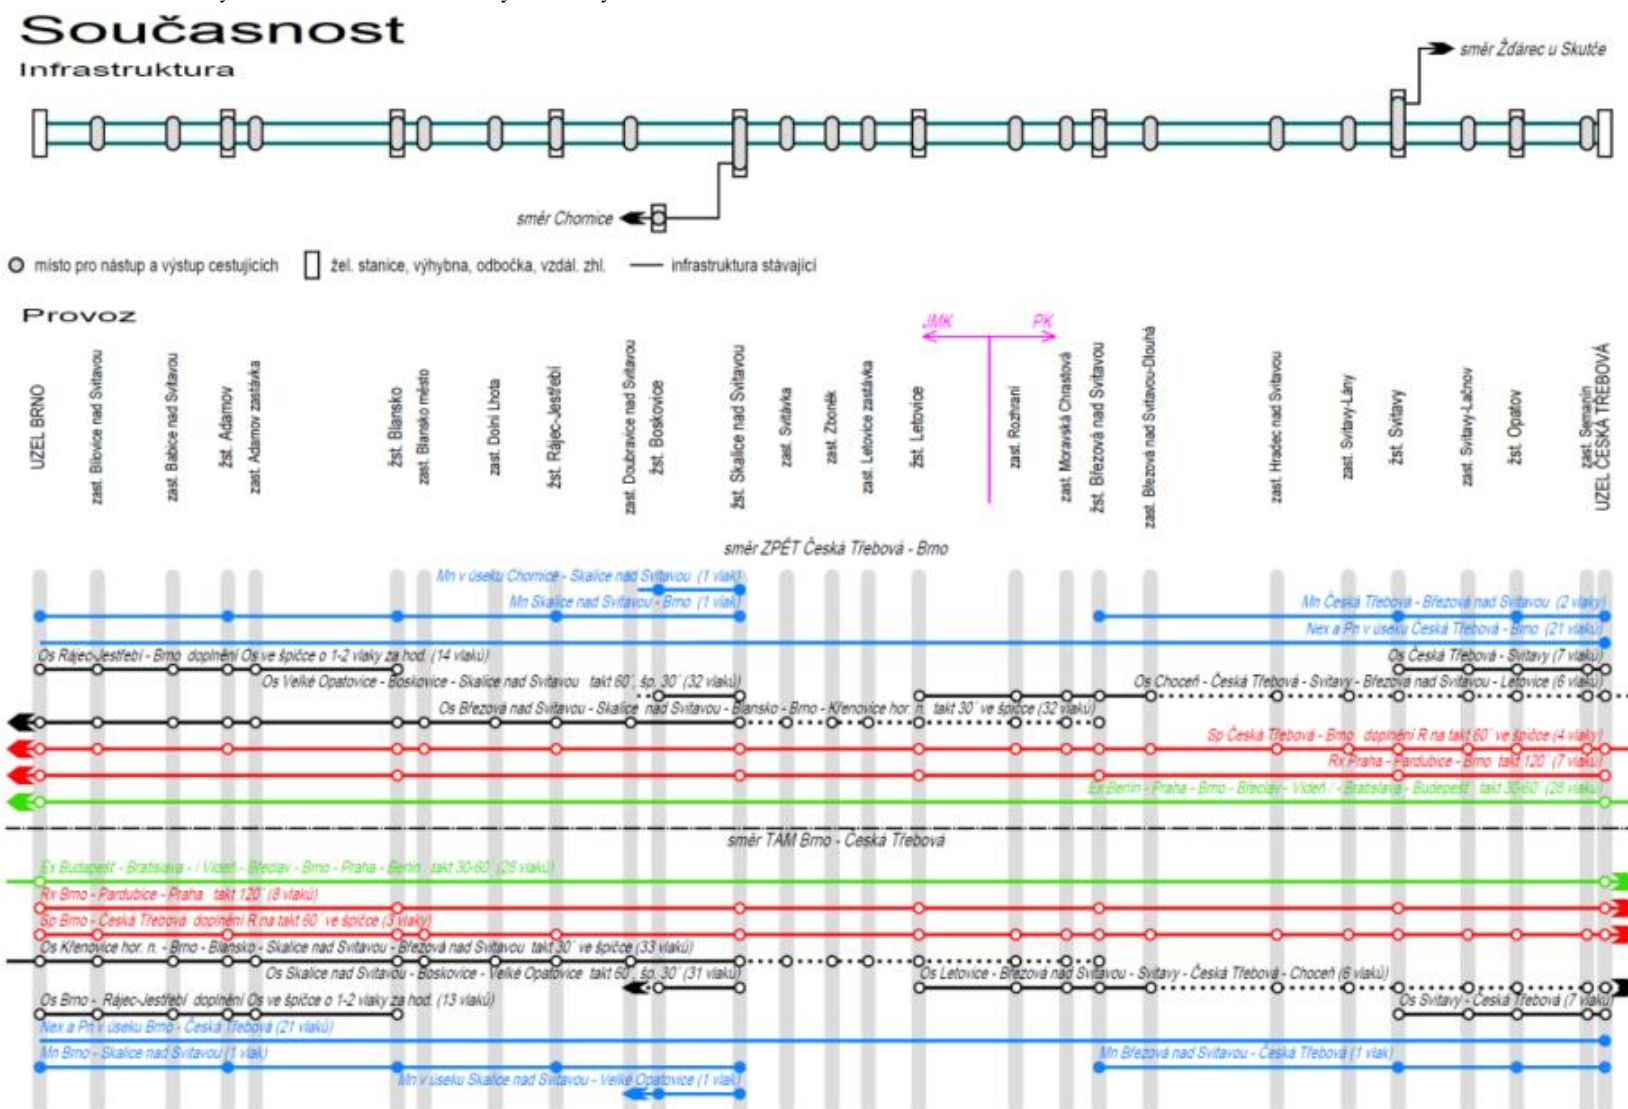 Současnost
Infrastruktura
směr Žďárec u Skutče
směr Chornice
místo pro nástup a výstup cestujících
žel. stanice, výhybna, odbočka, vzdál. zhl.
infrastruktura stávající
Provoz
JMK
PK
UZEL BRNO
zast. Bílovice nad Svitavou
zast. Babice nad Svitavou
žst. Adamov
zast. Adamov zastávka
žst. Blansko
zast. Blansko město
zast. Dolní Lhota
žst. Rájec-Jestřebí
zast. Doubravice nad Svitavou
žst. Boskovice
žst. Skalice nad Svitavou
zast. Svitávka
zast. Zboněk
zast. Letovice zastávka
žst. Letovice
zast. Rozhraní
zast. Moravská Chrastová
žst. Březová nad Svitavou
zast. Březová nad Svitavou-Dlouhá
zast. Hradec nad Svitavou
zast. Svitavy-Lány
žst. Svitavy
zast. Svitavy-Lačnov
žst. Opatov
zast. Semanín
UZEL ČESKÁ TŘEBOVÁ
směr ZPĚT Česká Třebová - Brno
Mn v úseku Chornice - Skalice nad Svitavou (1 vlak)
Mn Skalice nad Svitavou - Brno (1 vlak)
Mn Česká Třebová - Březová nad Svitavou (2 vlaky)
Nex a Pn v úseku Česká Třebová - Brno (21 vlaků)
Os Rájec-Jestřebí - Brno doplnění Os ve špičce o 1-2 vlaky za hod. (14 vlaků)
Os Česká Třebová - Svitavy (7 vlaků)
Os Velké Opatovice - Boskovice - Skalice nad Svitavou takt 60´, šp. 30´ (32 vlaků)
Os Choceň - Česká Třebová - Svitavy - Březová nad Svitavou - Letovice (6 vlaků)
Os Březová nad Svitavou - Skalice nad Svitavou - Blansko - Brno - Křenovice hor. n. takt 30´ ve špičce (32 vlaků)
Sp Česká Třebová - Brno doplnění R na takt 60´ ve špičce (4 vlaky)
Rx Praha - Pardubice - Brno takt 120´ (7 vlaků)
Ex Berlín - Praha - Brno - Břeclav - Vídeň / - Bratislava - Budapešť takt 30-60´ (28 vlaků)
směr TAM Brno - Česká Třebová
Ex Budapešť - Bratislava - / Vídeň - Břeclav - Brno - Praha - Berlín takt 30-60´ (28 vlaků)
Rx Brno - Pardubice - Praha takt 120´ (8 vlaků)
Sp Brno - Česká Třebová doplnění R na takt 60´ ve špičce (3 vlaky)
Os Křenovice hor. n. - Brno - Blansko - Skalice nad Svitavou - Březová nad Svitavou takt 30´ ve špičce (33 vlaků)
Os Skalice nad Svitavou - Boskovice - Velké Opatovice takt 60´, šp. 30´ (31 vlaků)
Os Letovice - Březová nad Svitavou - Svitavy - Česká Třebová - Choceň (6 vlaků)
Os Brno - Rájec-Jestřebí doplnění Os ve špičce o 1-2 vlaky za hod. (13 vlaků)
Os Svitavy - Česká Třebová (7 vlaků)
Nex a Pn v úseku Brno - Česká Třebová (21 vlaků)
Mn Brno - Skalice nad Svitavou (1 vlak)
Mn Březová nad Svitavou - Česká Třebová (1 vlak)
Mn v úseku Skalice nad Svitavou - Velké Opatovice (1 vlak)